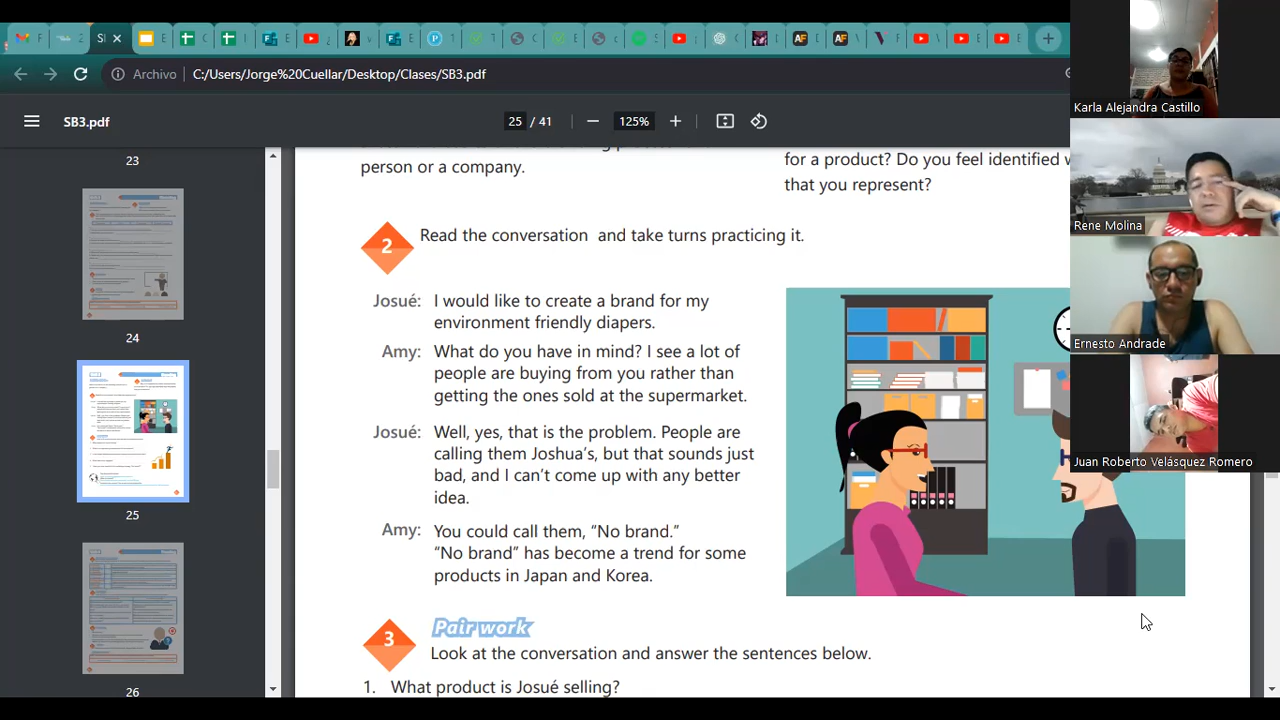 Archivo
C:/Users/Jorge%20Cuellar/Desktop/Clases/SB3.pdf
SB3.pdf
25 / 41
125%
23
24
25
26
person or a company.
for a product? Do you feel identified
that you represent?
2
Read the conversation and take turns practicing it.
Josué: I would like to create a brand for my
environment friendly diapers.
Amy: What do you have in mind? I see a lot of
people are buying from you rather than
getting the ones sold at the supermarket.
Josué: Well, yes, that is the problem. People are
calling them Joshua's, but that sounds just
bad, and I can't come up with any better
idea.
Amy: You could call them, “No brand.”
“No brand” has become a trend for some
products in Japan and Korea.
3
Pair work
Look at the conversation and answer the sentences below.
1. What product is Josué selling?
Karla Alejandra Castillo
Rene Molina
Ernesto Andrade
Juan Roberto Velásquez Romero